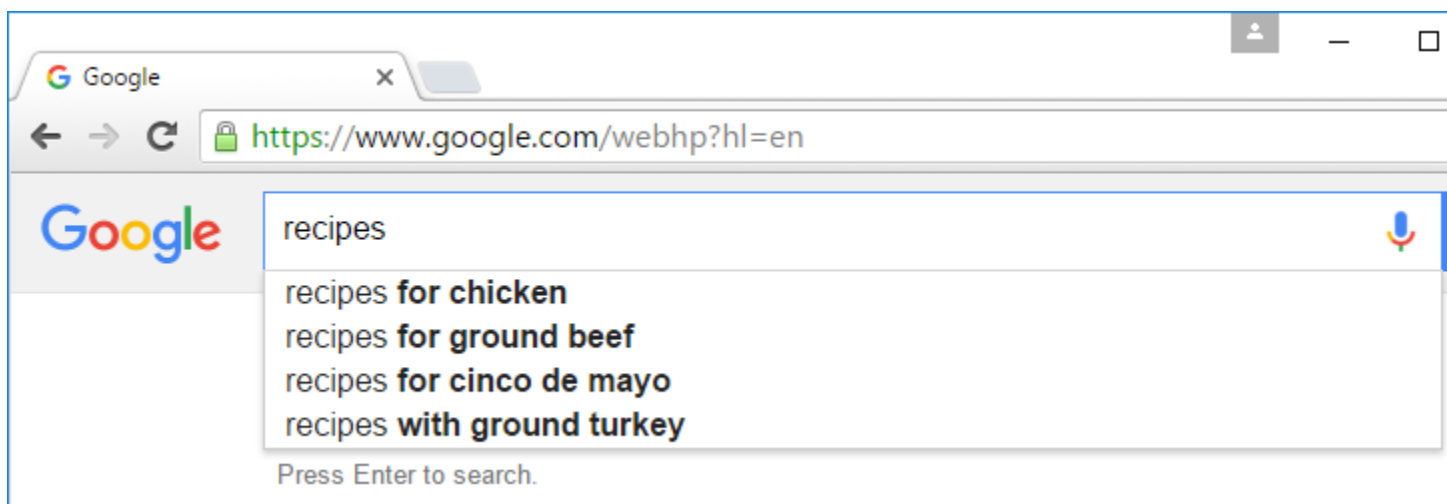 Google
https://www.google.com/webhp?hl=en
Google
recipes
recipes for chicken
recipes for ground beef
recipes for cinco de mayo
recipes with ground turkey
Press Enter to search.